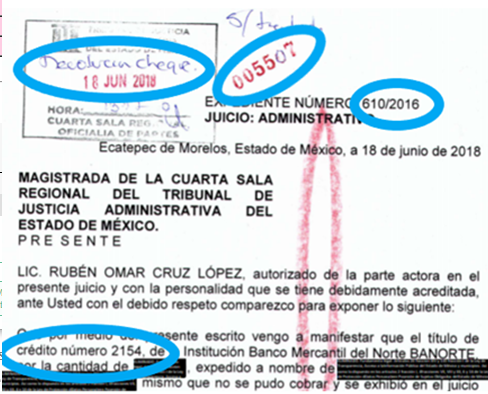 DEL ESTADO DE MÉXICO
Devolución cheque.
18 JUN 2018
HORA:
CUARTA SALA REG.
OFICIALIA DE PARTES
005507
EXPEDIENTE NÚMERO 610/2016
JUICIO: ADMINISTRATIVO
Ecatepec de Morelos, Estado de México, a 18 de junio de 2018
MAGISTRADA DE LA CUARTA SALA
REGIONAL DEL TRIBUNAL DE
JUSTICIA ADMINISTRATIVA DEL
ESTADO DE MÉXICO.
P R E S E N T E
LIC. RUBÉN OMAR CRUZ LÓPEZ, autorizado de la parte actora en el
presente juicio y con la personalidad que se tiene debidamente acreditada,
ante Usted con el debido respeto comparezco para exponer lo siguiente:
por medio presente escrito vengo a manifestar que el título de
crédito número 2154, de Institución Banco Mercantil del Norte BANORTE,
por la cantidad de , expedido a nombre de
mismo que no se pudo cobrar y se exhibió en el juicio